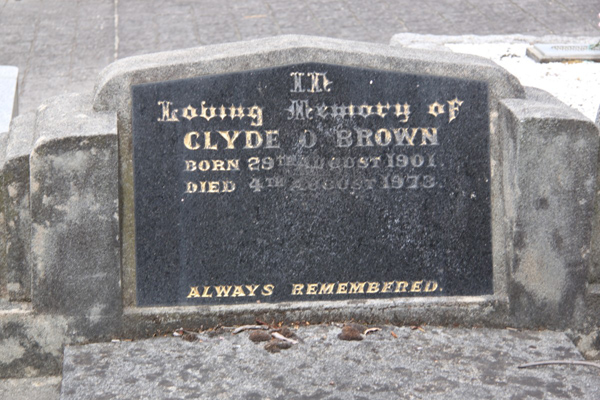 In
Loving Memory of
CLYDE O' BROWN
BORN 29TH AUGUST 1901
DIED 4TH AUGUST 1973.
ALWAYS REMEMBERED.